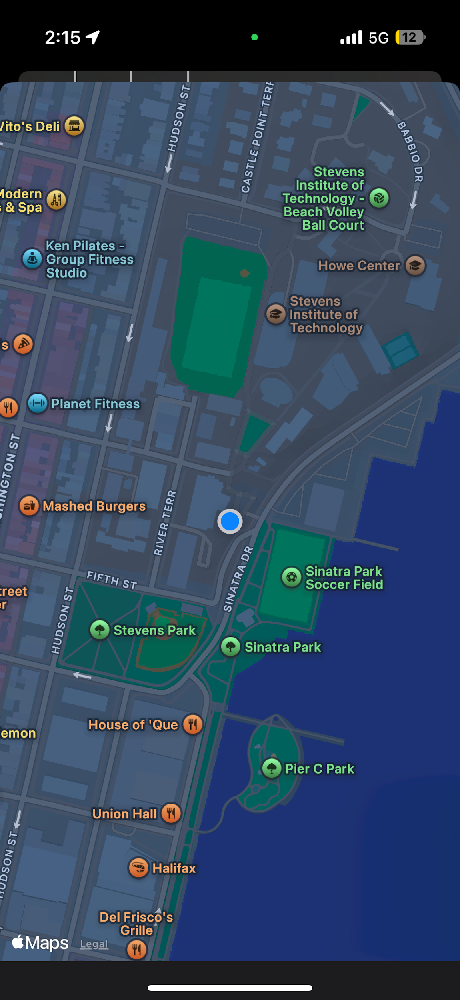 2:15
5G
12
HUDSON ST
CASTLE POINT TERR
Vito's Deli
BABBIO DR
Stevens
Institute of
Technology -
Beach Volley
Ball Court
Modern
s & Spa
Ken Pilates -
Group Fitness
Studio
Howe Center
Stevens
Institute of
Technology
s
Planet Fitness
HINGTON ST
Mashed Burgers
RIVER TERR
SINATRA DR
FIFTH ST
Sinatra Park
Soccer Field
treet
er
HUDSON ST
Stevens Park
Sinatra Park
House of 'Que
emon
Pier C Park
Union Hall
HUDSON ST
Halifax
Del Frisco's
Grille
Maps
Legal